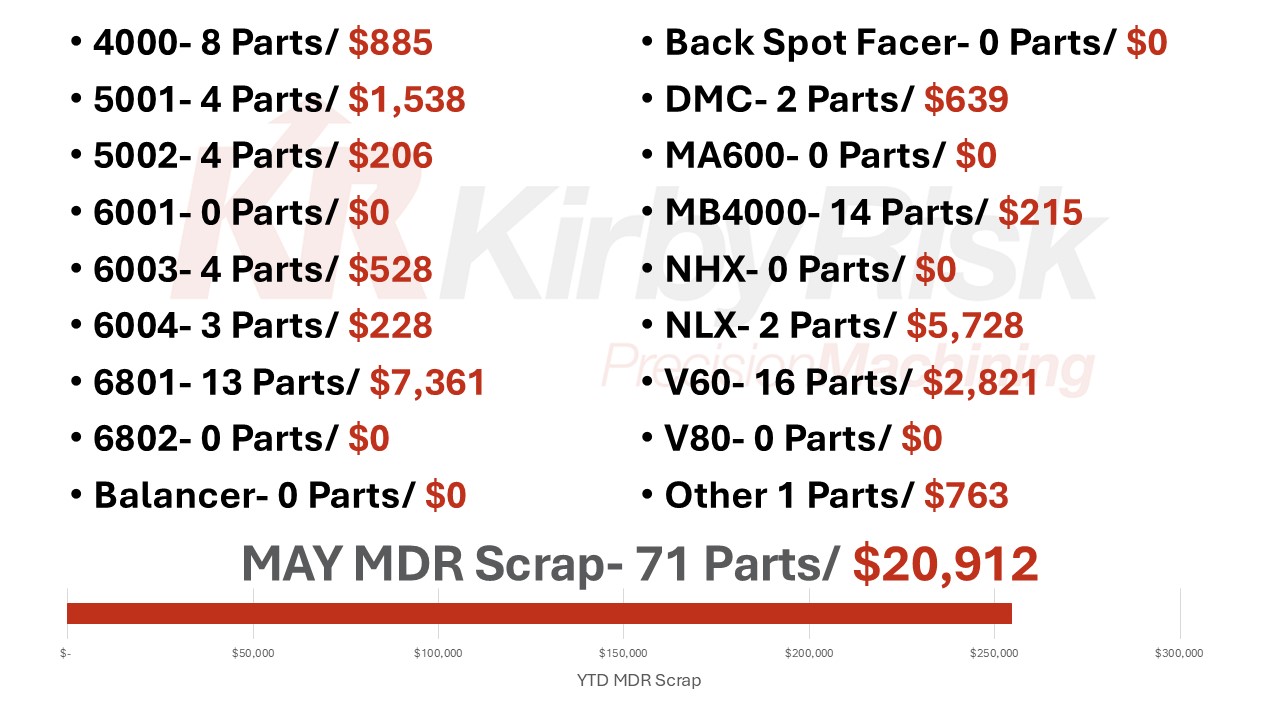 • 4000- 8 Parts/ $885
• 5001- 4 Parts/ $1,538
• 5002- 4 Parts/ $206
• 6001- 0 Parts/ $0
• 6003- 4 Parts/ $528
• 6004- 3 Parts/ $228
• 6801- 13 Parts/ $7,361
• 6802- 0 Parts/ $0
• Balancer- 0 Parts/ $0
• Back Spot Facer- 0 Parts/ $0
• DMC- 2 Parts/ $639
• MA600- 0 Parts/ $0
• MB4000- 14 Parts/ $215
• NHX- 0 Parts/ $0
• NLX- 2 Parts/ $5,728
• V60- 16 Parts/ $2,821
• V80- 0 Parts/ $0
• Other 1 Parts/ $763
KR KirbyRisk
PrecisionMachining
MAY MDR Scrap- 71 Parts/ $20,912
$- $50,000 $100,000 $150,000 $200,000 $250,000 $300,000
YTD MDR Scrap